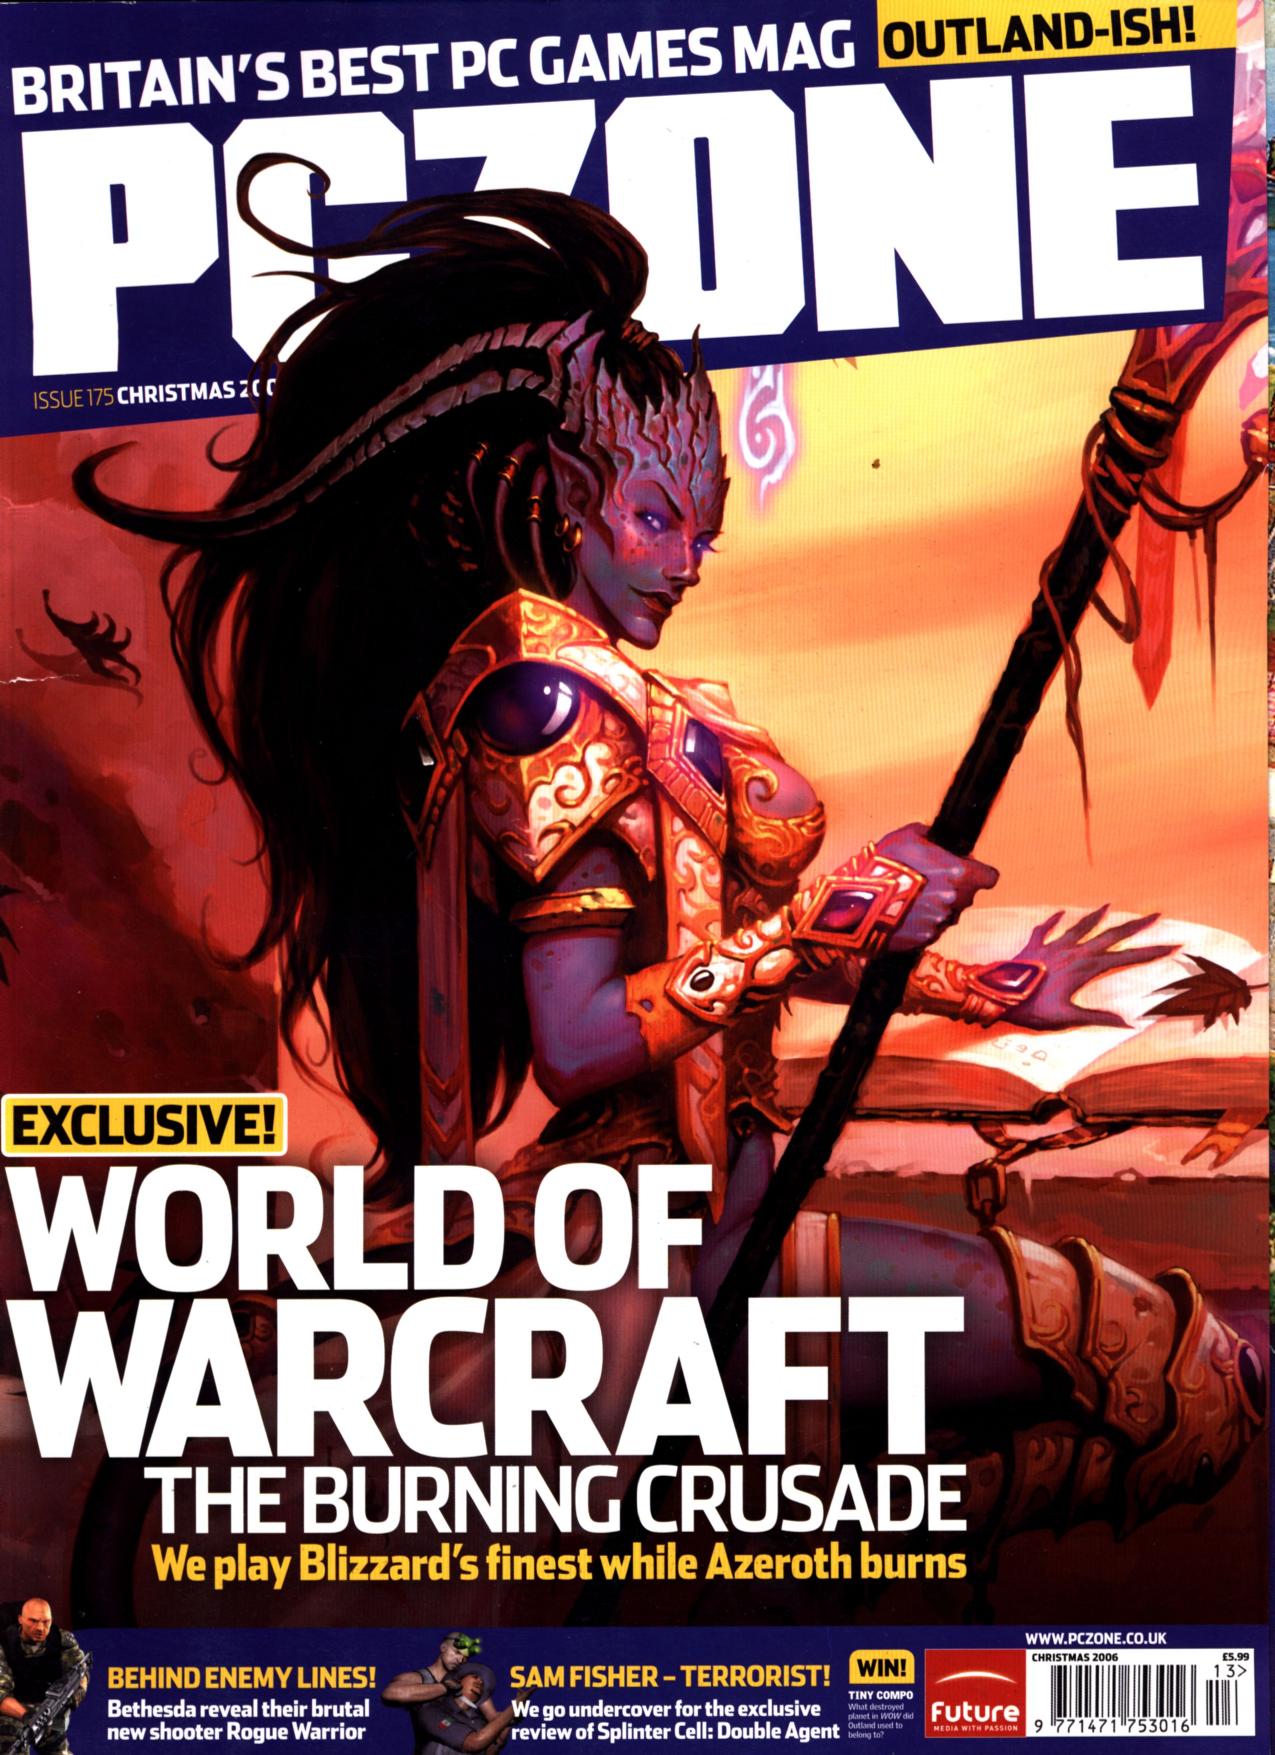 BRITAIN'S BEST PC GAMES MAG
OUTLAND-ISH!
PCZONE
ISSUE 175 CHRISTMAS 200
EXCLUSIVE!
WORLD OF
WARCRAFT
THE BURNING CRUSADE
We play Blizzard's finest while Azeroth burns
BEHIND ENEMY LINES!
Bethesda reveal their brutal
new shooter Rogue Warrior
SAM FISHER – TERRORIST!
We go undercover for the exclusive
review of Splinter Cell: Double Agent
WIN!
TINY COMPO
What destroyed
planet in WOW did
Outland used to
belong to?
Future
MEDIA WITH PASSION
WWW.PCZONE.CO.UK
CHRISTMAS 2006
£5.99
13>
9 771471 753016